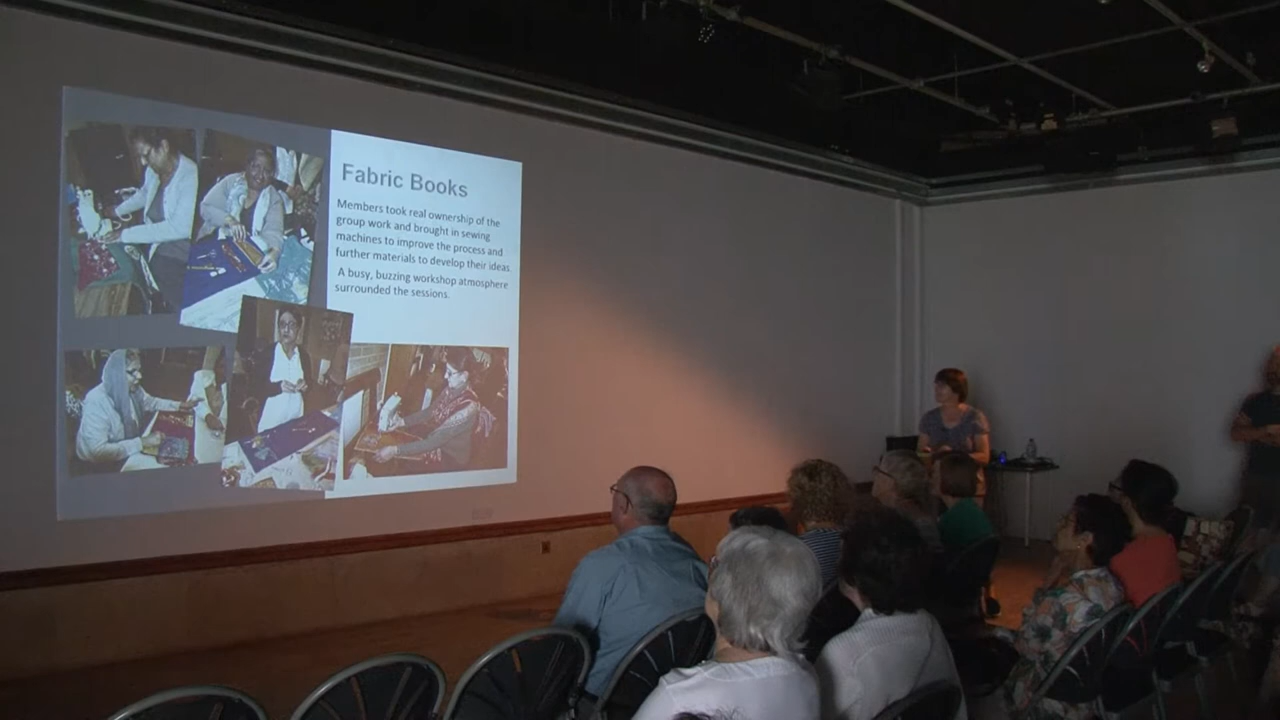 Fabric Books
Members took real ownership of the
group work and brought in sewing
machines to improve the process and
further materials to develop their ideas.
A busy, buzzing workshop atmosphere
surrounded the sessions.